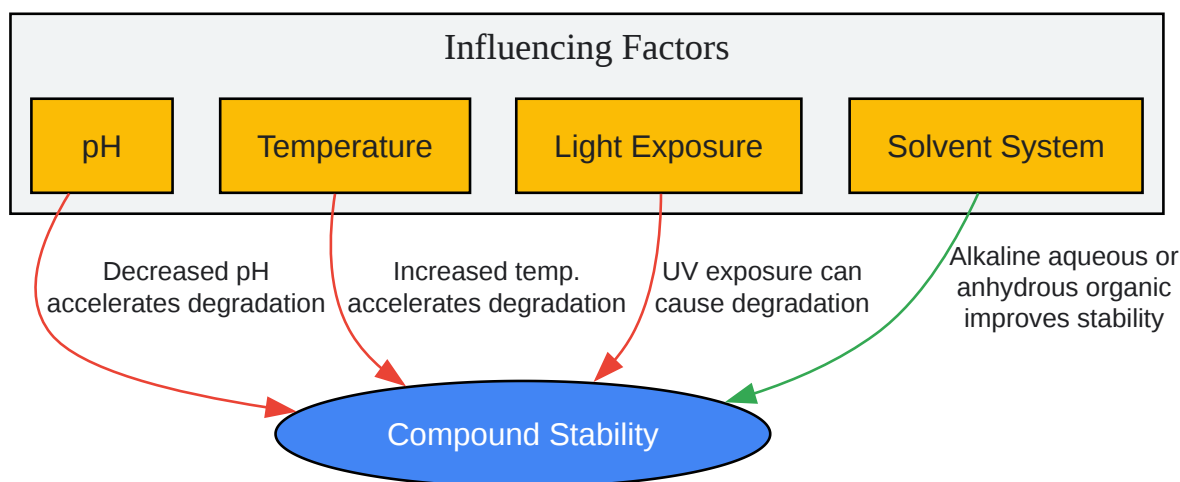 Influencing Factors
pH
Temperature
Light Exposure
Solvent System
Decreased pH
accelerates degradation
Increased temp.
accelerates degradation
UV exposure can
cause degradation
Alkaline aqueous or
anhydrous organic
improves stability
Compound Stability